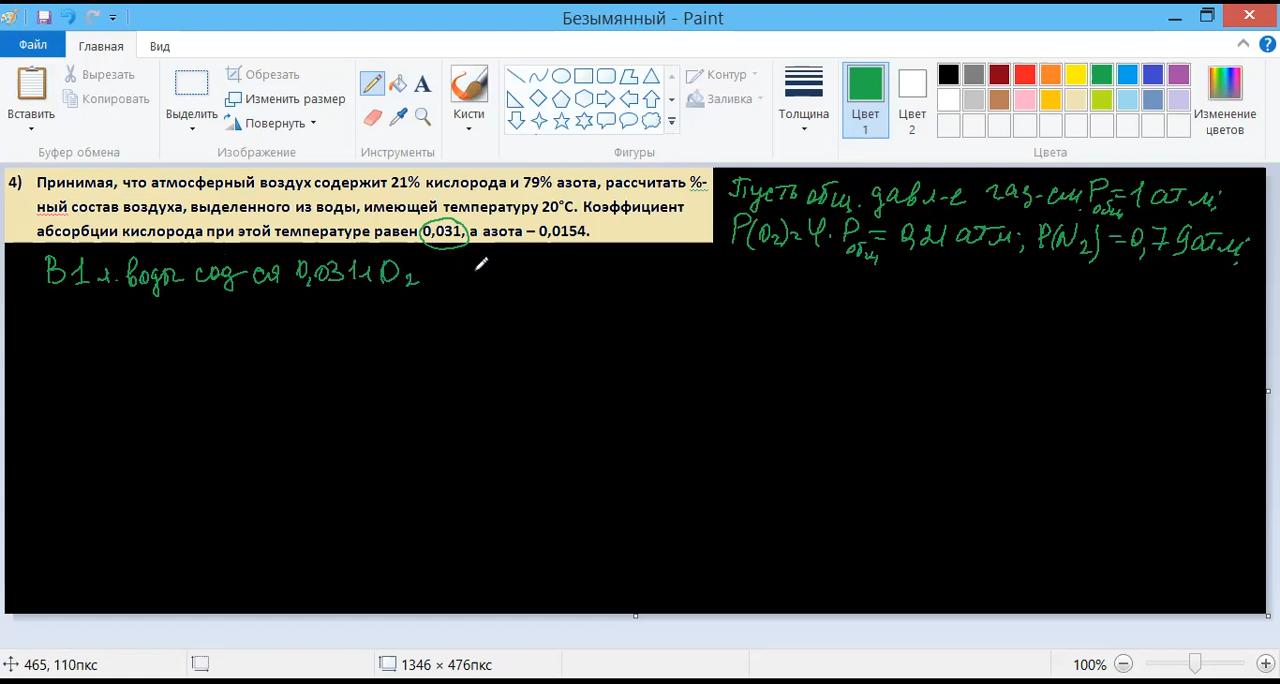 Безымянный - Paint
Файл
Главная
Вид
Вставить
Вырезать
Копировать
Буфер обмена
Выделить
Обрезать
Изменить размер
Повернуть
Изображение
A
Инструменты
Кисти
Контур
Заливка
Фигуры
Толщина
Цвет 1
Цвет 2
Изменение цветов
Цвета
4) Принимая, что атмосферный воздух содержит 21% кислорода и 79% азота, рассчитать %-
ный состав воздуха, выделенного из воды, имеющей температуру 20°С. Коэффициент
абсорбции кислорода при этой температуре равен 0,031, а азота – 0,0154.
Пусть общ. давл-е газ-см Pобщ=1 атм;
P(O2)=φ·Pобщ=0,21 атм; P(N2)=0,79 атм;
В 1 л. воды сод-ся 0,031 л O2
465, 110пкс
1346 × 476пкс
100%